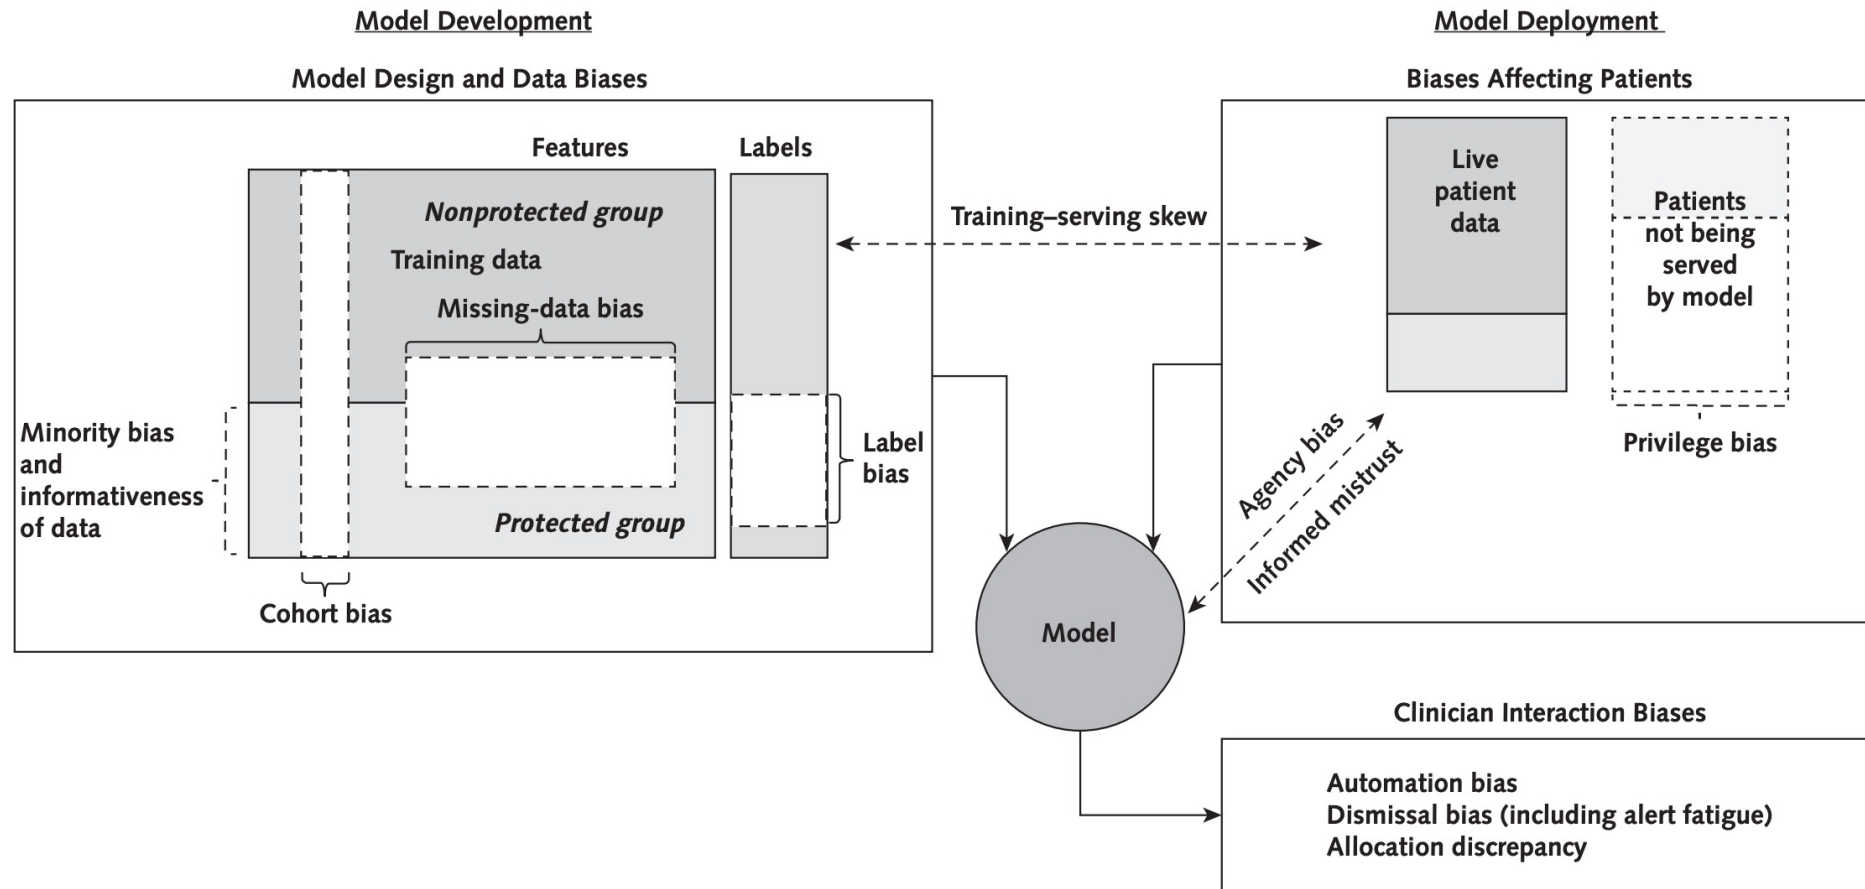 Model Development
Model Design and Data Biases
Features
Labels
Nonprotected group
Training data
Missing-data bias
Minority bias
and
informativeness
of data
Label
bias
Protected group
Cohort bias
Training–serving skew
Model
Model Deployment
Biases Affecting Patients
Live
patient
data
Patients
not being
served
by model
Privilege bias
Agency bias
Informed mistrust
Clinician Interaction Biases
Automation bias
Dismissal bias (including alert fatigue)
Allocation discrepancy